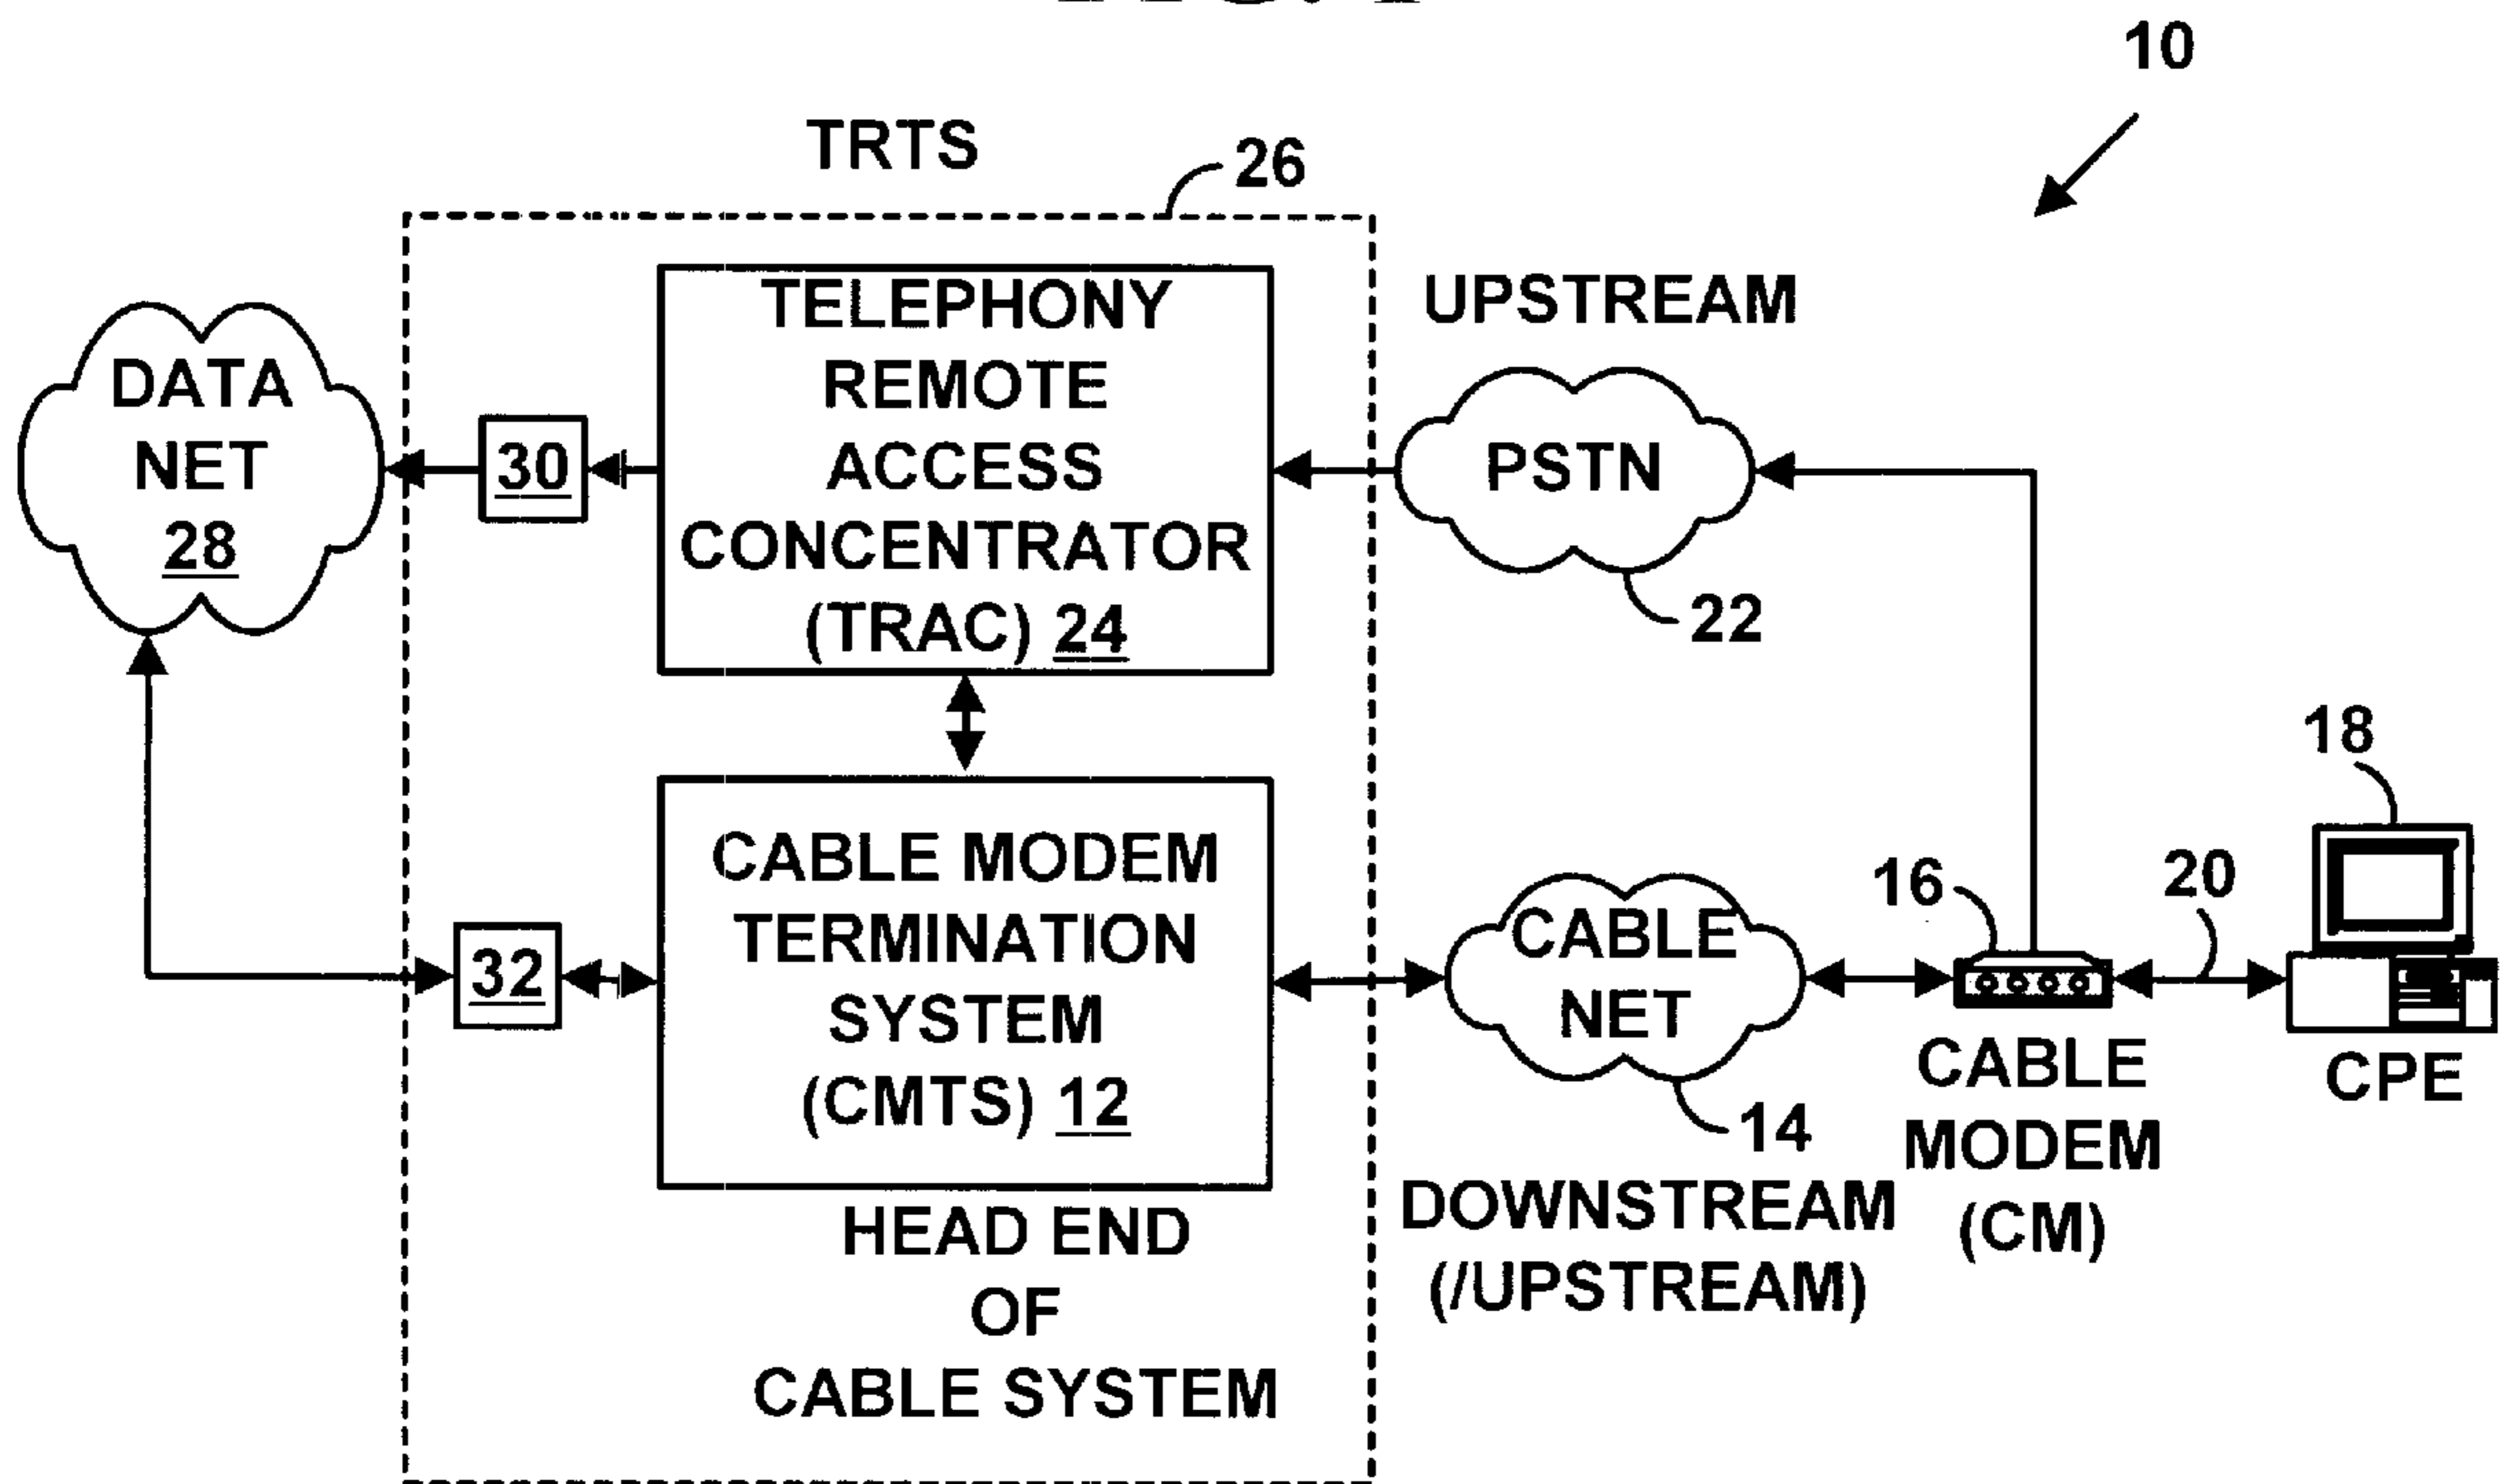 10
TRTS
26
TELEPHONY
REMOTE
ACCESS
CONCENTRATOR
(TRAC) 24
UPSTREAM
DATA
NET
28
30
PSTN
22
18
CABLE MODEM
TERMINATION
SYSTEM
(CMTS) 12
32
CABLE
NET
14
16
20
CABLE
MODEM
(CM)
CPE
DOWNSTREAM
(/UPSTREAM)
HEAD END
OF
CABLE SYSTEM